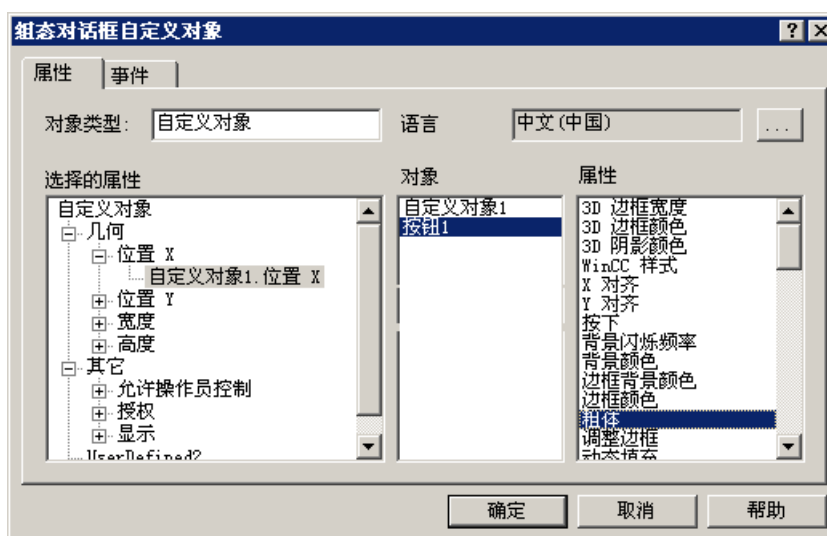 组态对话框自定义对象
属性 事件
对象类型: 自定义对象 语言 中文(中国) ...
选择的属性 对象 属性
自定义对象
几何
位置 X
自定义对象1.位置 X
位置 Y
宽度
高度
其它
允许操作员控制
授权
显示
UserDefined2
自定义对象1
按钮1
3D 边框宽度
3D 边框颜色
3D 阴影颜色
WinCC 样式
X 对齐
Y 对齐
按下
背景闪烁频率
背景颜色
边框背景颜色
边框颜色
粗体
调整边框
动态填充
确定 取消 帮助